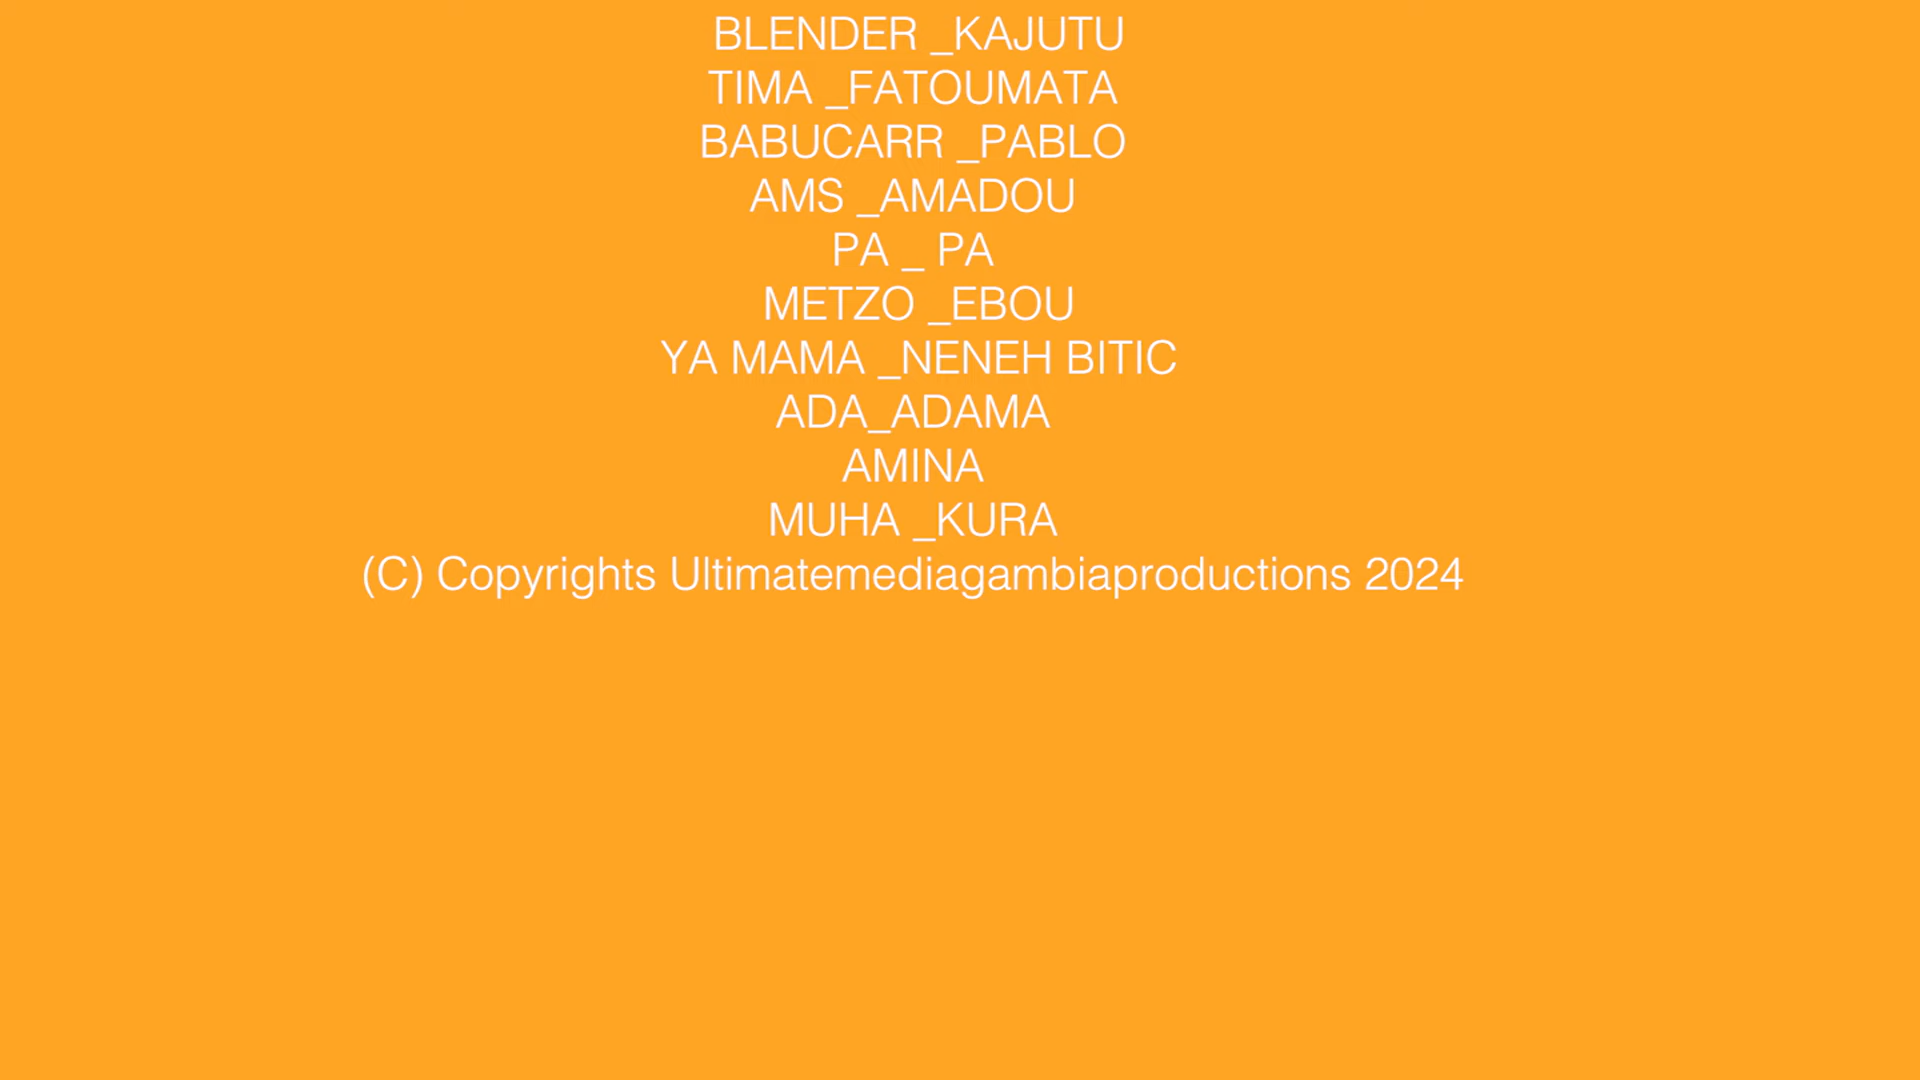 BLENDER _KAJUTU
TIMA _FATOUMATA
BABUCARR _PABLO
AMS _AMADOU
PA _ PA
METZO _EBOU
YA MAMA _NENEH BITIC
ADA_ADAMA
AMINA
MUHA _KURA
(C) Copyrights Ultimatemediagambiaproductions 2024